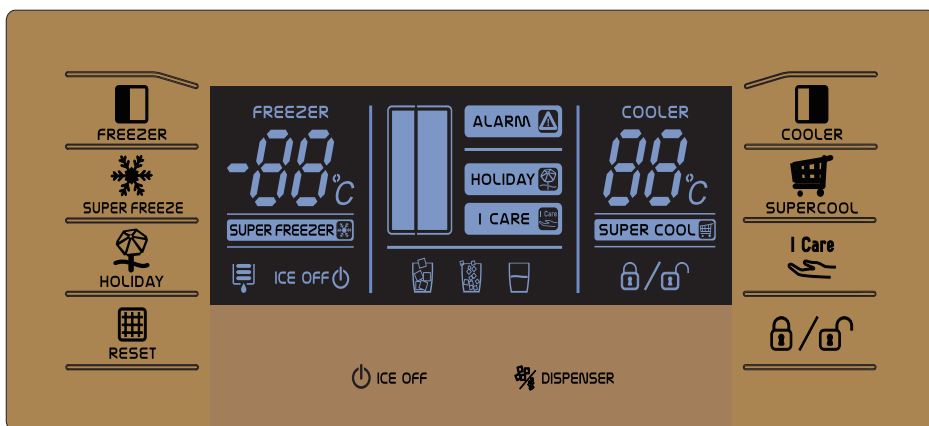 FREEZER
SUPER FREEZE
HOLIDAY
RESET
FREEZER
-88°C
SUPER FREEZER
ICE OFF
ALARM
HOLIDAY
I CARE
I Care
COOLER
88°C
SUPER COOL
COOLER
SUPERCOOL
I Care
ICE OFF
DISPENSER